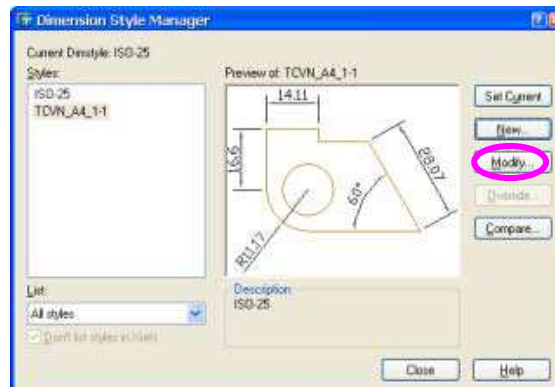 Dimension Style Manager
Current Dimstyle: ISO-25
Styles:
ISO-25
TCVN_A4_1-1
Preview of: TCVN_A4_1-1
14.11
16.6
28.07
60°
R11.17
Set Current
New...
Modify...
Override...
Compare...
List:
All styles
Don't list styles in Xrefs
Description
ISO-25
Close
Help